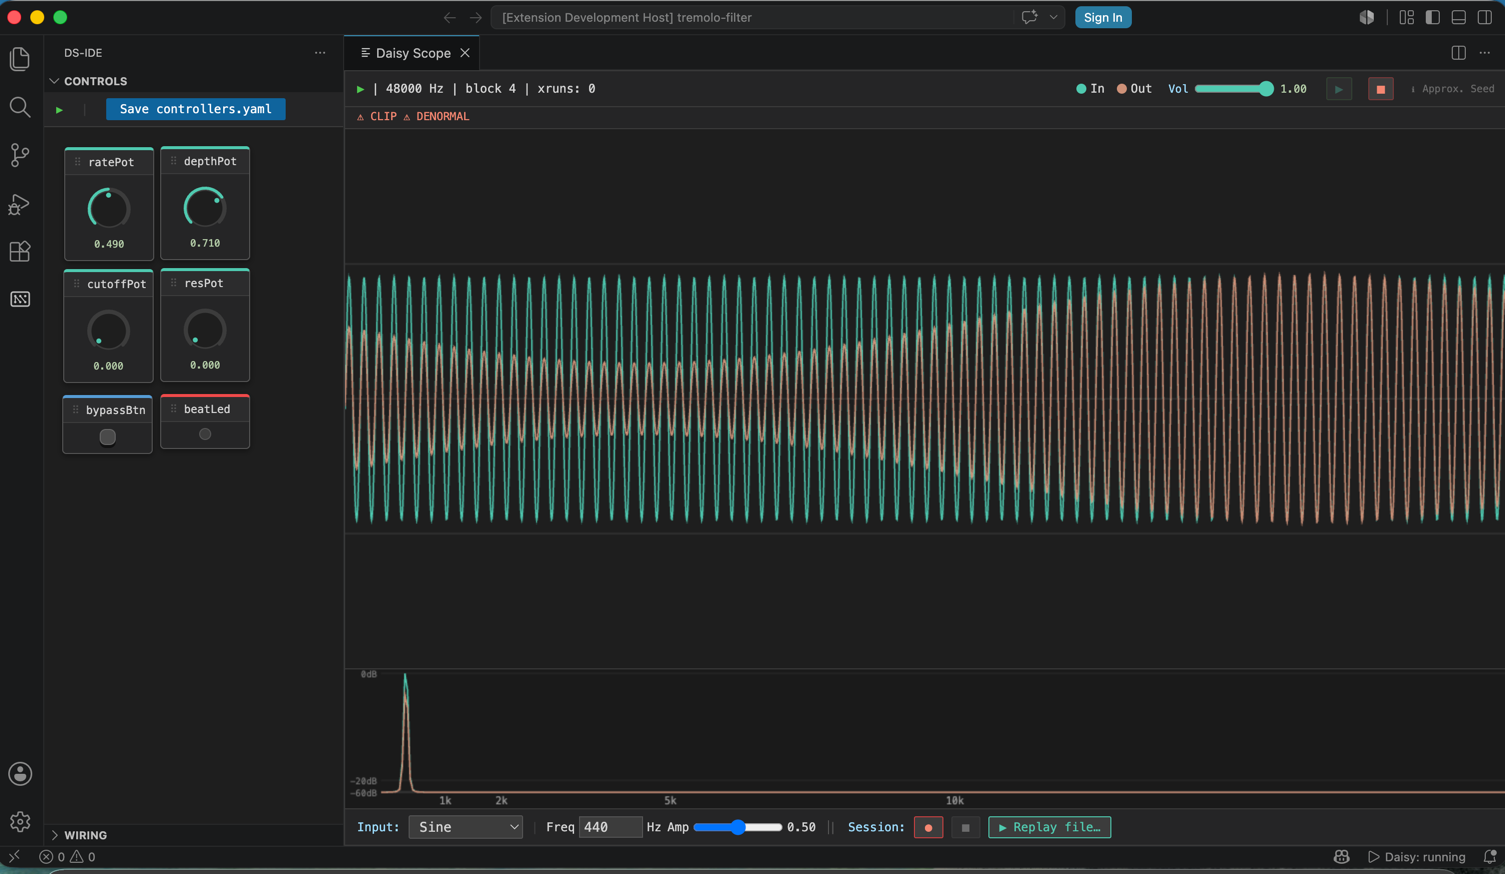 [Extension Development Host] tremolo-filter
Sign In
DS-IDE
Daisy Scope
CONTROLS
48000 Hz | block 4 | xruns: 0
In Out Vol 1.00
↓ Approx. Seed
Save controllers.yaml
⚠ CLIP ⚠ DENORMAL
ratePot
depthPot
0.490
0.710
cutoffPot
resPot
0.000
0.000
bypassBtn
beatLed
0dB
-20dB
-60dB
1k 2k 5k 10k
Input: Sine Freq 440 Hz Amp 0.50 Session: Replay file…
WIRING
0 0
Daisy: running